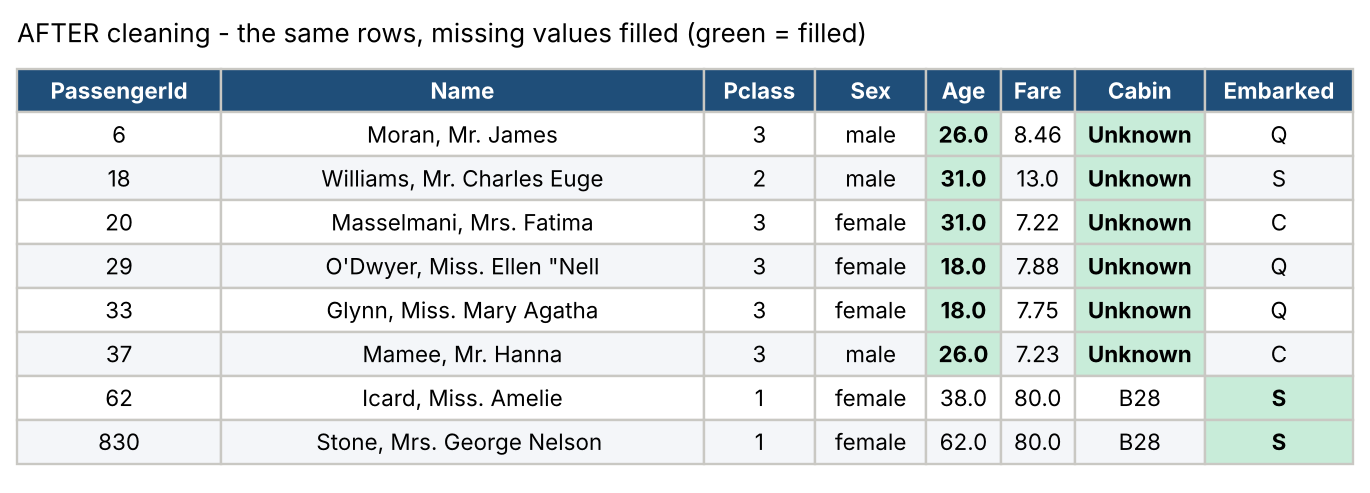 AFTER cleaning - the same rows, missing values filled (green = filled)
PassengerId Name Pclass Sex Age Fare Cabin Embarked
6 Moran, Mr. James 3 male 26.0 8.46 Unknown Q
18 Williams, Mr. Charles Euge 2 male 31.0 13.0 Unknown S
20 Masselmani, Mrs. Fatima 3 female 31.0 7.22 Unknown C
29 O'Dwyer, Miss. Ellen "Nell 3 female 18.0 7.88 Unknown Q
33 Glynn, Miss. Mary Agatha 3 female 18.0 7.75 Unknown Q
37 Mamee, Mr. Hanna 3 male 26.0 7.23 Unknown C
62 Icard, Miss. Amelie 1 female 38.0 80.0 B28 S
830 Stone, Mrs. George Nelson 1 female 62.0 80.0 B28 S